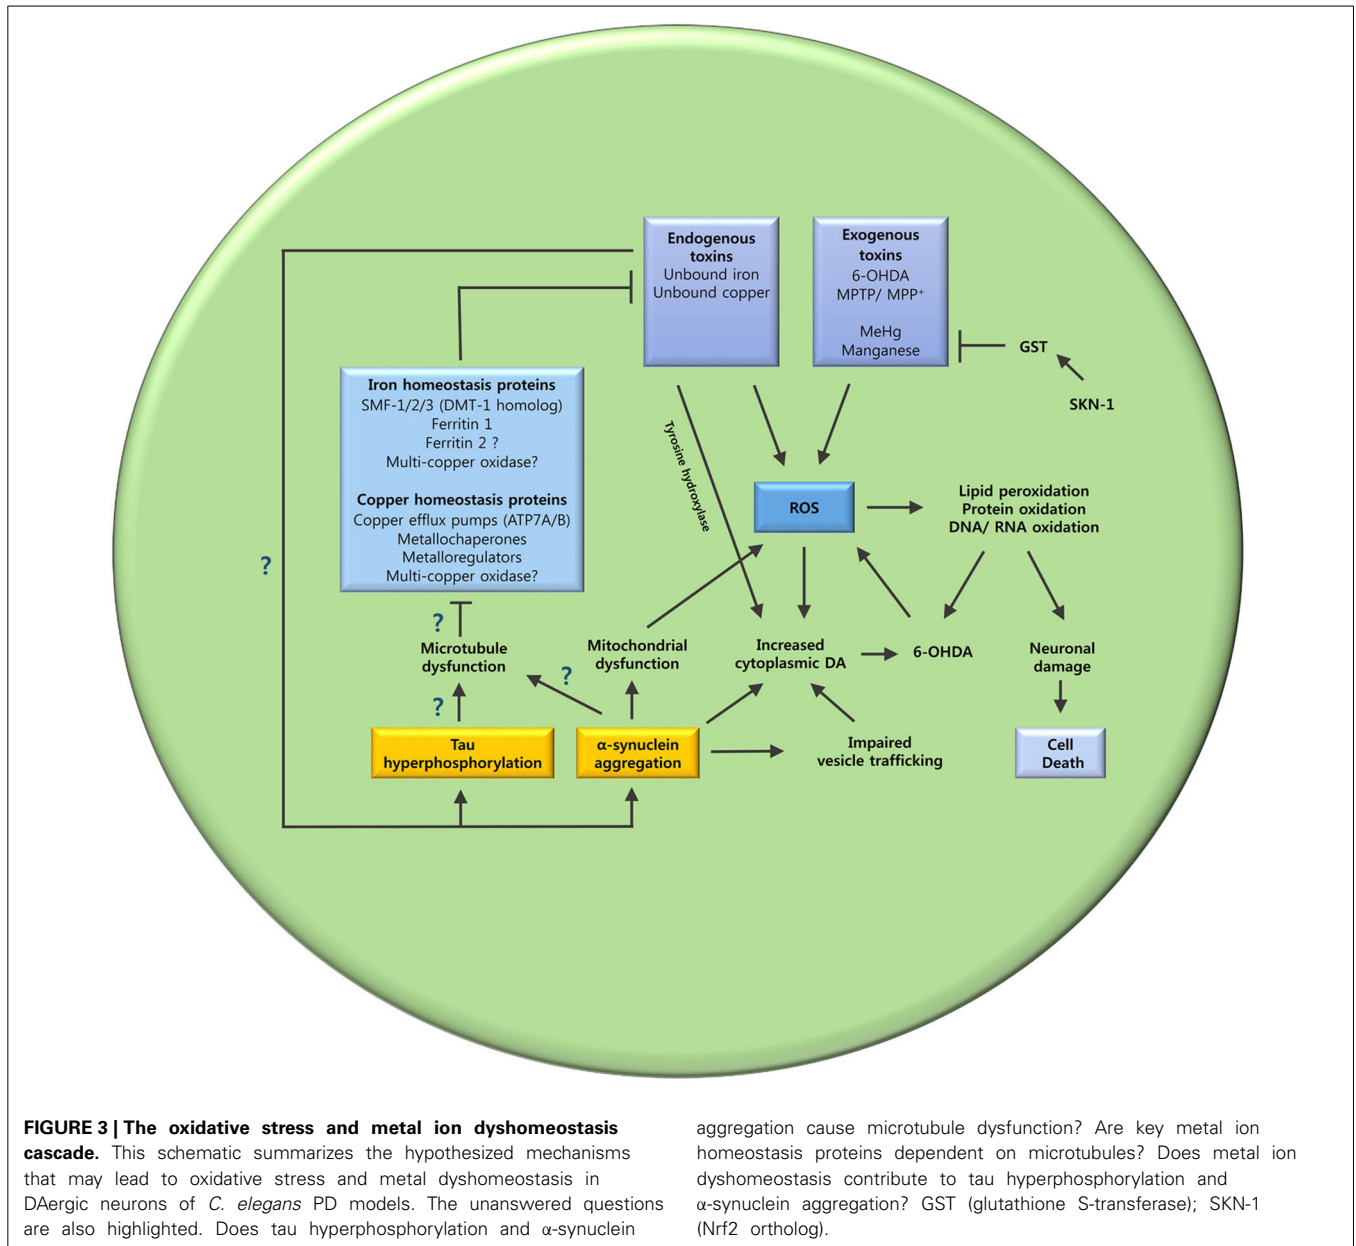 Endogenous
toxins
Unbound iron
Unbound copper
Exogenous
toxins
6-OHDA
MPTP/ MPP⁺
MeHg
Manganese
GST
SKN-1
Iron homeostasis proteins
SMF-1/2/3 (DMT-1 homolog)
Ferritin 1
Ferritin 2 ?
Multi-copper oxidase?
Copper homeostasis proteins
Copper efflux pumps (ATP7A/B)
Metallochaperones
Metalloregulators
Multi-copper oxidase?
Tyrosine hydroxylase
ROS
Lipid peroxidation
Protein oxidation
DNA/ RNA oxidation
?
?
Microtubule
dysfunction
?
Mitochondrial
dysfunction
Increased
cytoplasmic DA
6-OHDA
Neuronal
damage
?
Tau
hyperphosphorylation
α-synuclein
aggregation
Impaired
vesicle trafficking
Cell
Death
FIGURE 3 | The oxidative stress and metal ion dyshomeostasis
cascade. This schematic summarizes the hypothesized mechanisms
that may lead to oxidative stress and metal dyshomeostasis in
DAergic neurons of C. elegans PD models. The unanswered questions
are also highlighted. Does tau hyperphosphorylation and α-synuclein
aggregation cause microtubule dysfunction? Are key metal ion
homeostasis proteins dependent on microtubules? Does metal ion
dyshomeostasis contribute to tau hyperphosphorylation and
α-synuclein aggregation? GST (glutathione S-transferase); SKN-1
(Nrf2 ortholog).